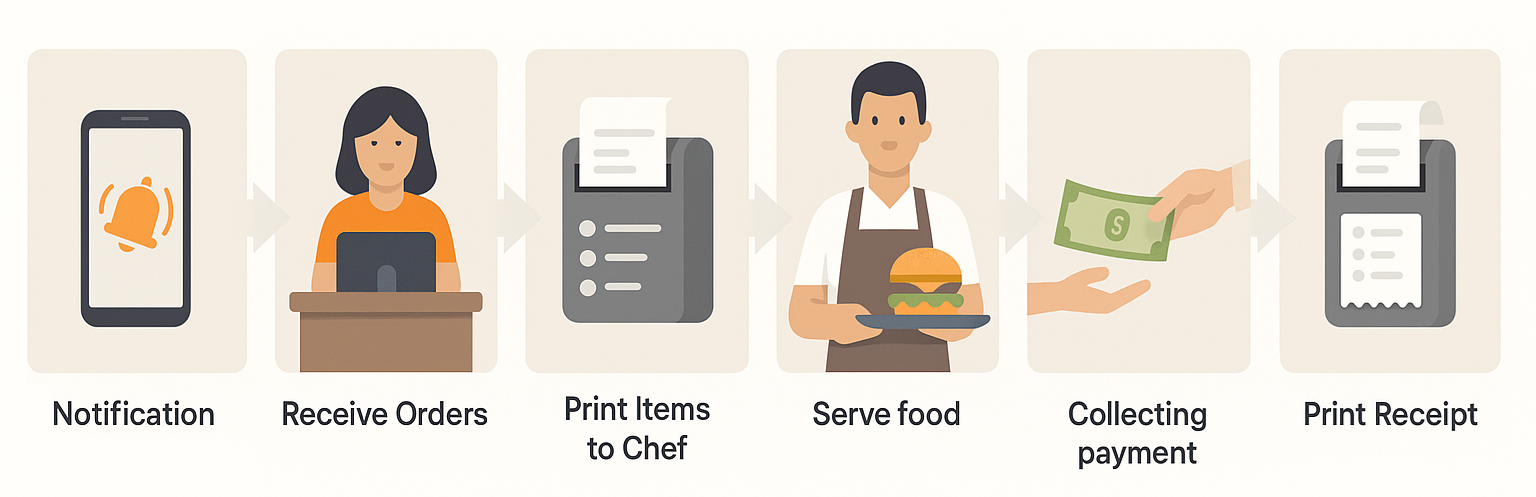 Notification
Receive Orders
Print Items
to Chef
Serve food
Collecting
payment
Print Receipt
S